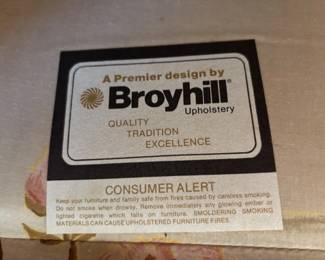 A Premier design by
Broyhill®
Upholstery
QUALITY
TRADITION
EXCELLENCE
CONSUMER ALERT
Keep your furniture and family safe from fires caused by careless smoking.
Do not smoke when drowsy. Remove immediately any glowing ember or
lighted cigarette which falls on furniture. SMOLDERING SMOKING
MATERIALS CAN CAUSE UPHOLSTERED FURNITURE FIRES.